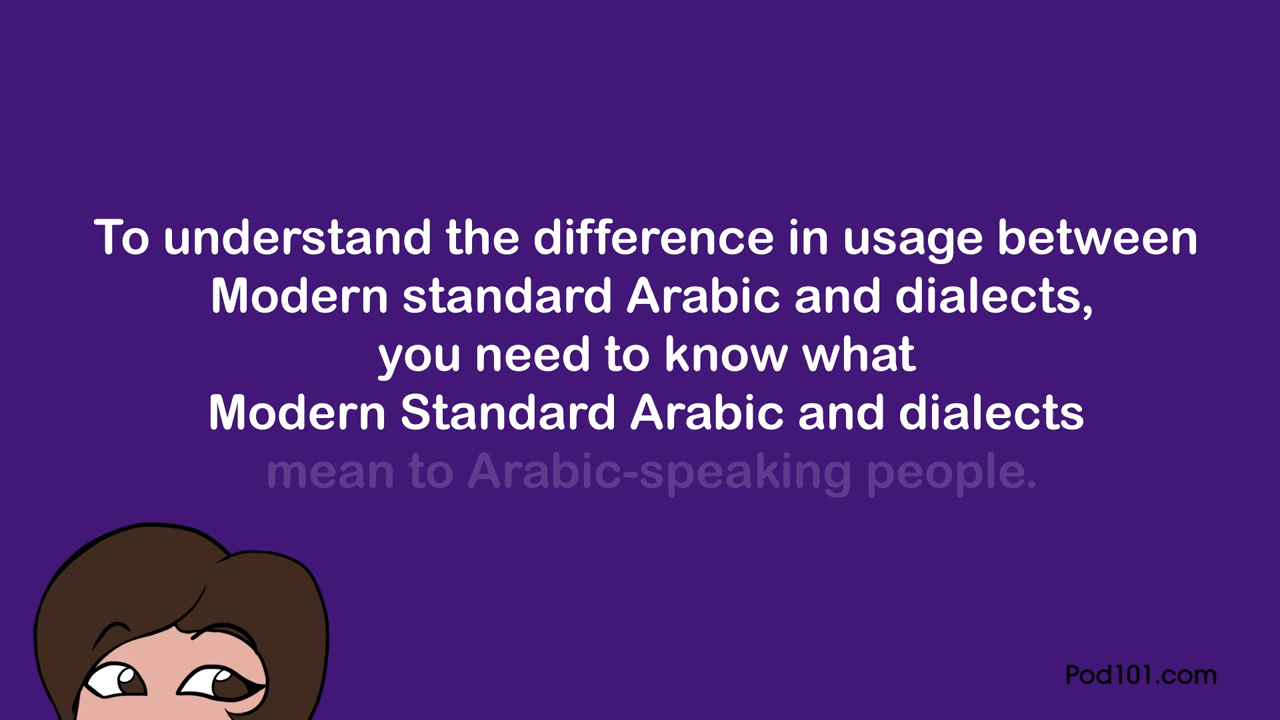 To understand the difference in usage between
Modern standard Arabic and dialects,
you need to know what
Modern Standard Arabic and dialects
mean to Arabic-speaking people.
Pod101.com